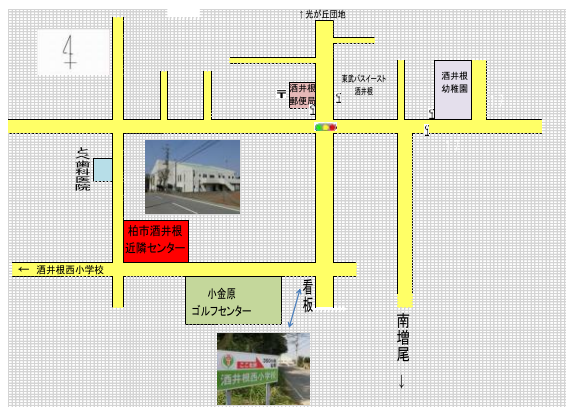 ↑光が丘団地
4
酒井根
郵便局
〒
東武バスイースト
酒井根
酒井根
幼稚園
とべ歯科医院
柏市酒井根
近隣センター
← 酒井根西小学校
小金原
ゴルフセンター
看板
南増尾
↓
酒井根西小学校